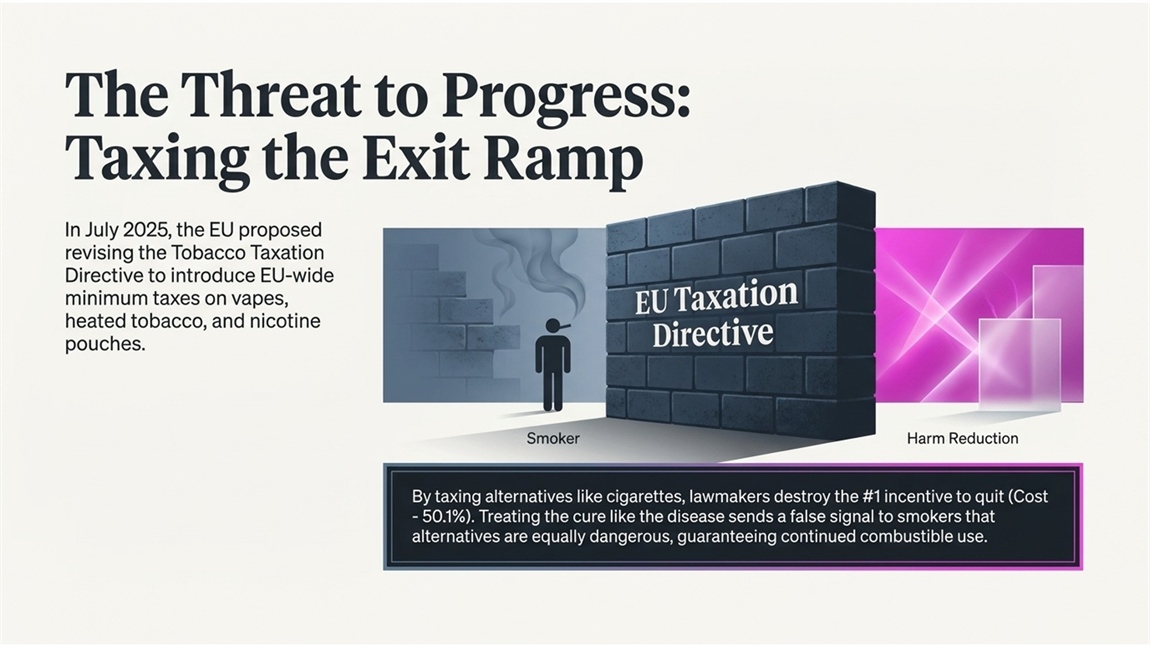 The Threat to Progress:
Taxing the Exit Ramp
In July 2025, the EU proposed
revising the Tobacco Taxation
Directive to introduce EU-wide
minimum taxes on vapes,
heated tobacco, and nicotine
pouches.
EU Taxation
Directive
Smoker
Harm Reduction
By taxing alternatives like cigarettes, lawmakers destroy the #1 incentive to quit (Cost
- 50.1%). Treating the cure like the disease sends a false signal to smokers that
alternatives are equally dangerous, guaranteeing continued combustible use.